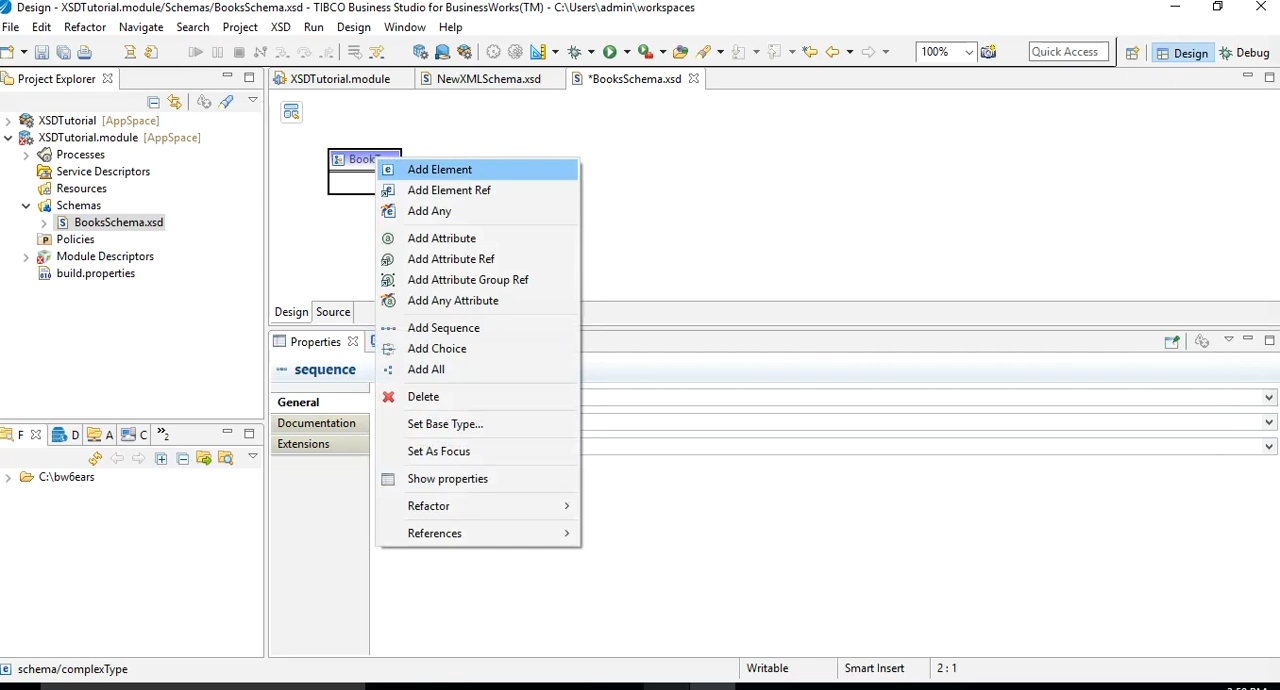 Design - XSDTutorial.module/Schemas/BooksSchema.xsd - TIBCO Business Studio for BusinessWorks(TM) - C:\Users\admin\workspaces
File Edit Refactor Navigate Search Project XSD Run Design Window Help
100% Quick Access Design Debug
Project Explorer
XSDTutorial.module NewXMLSchema.xsd *BooksSchema.xsd
XSDTutorial [AppSpace]
XSDTutorial.module [AppSpace]
Processes
Service Descriptors
Resources
Schemas
BooksSchema.xsd
Policies
Module Descriptors
build.properties
F D A C »2
C:\bw6ears
Add Element
Add Element Ref
Add Any
Add Attribute
Add Attribute Ref
Add Attribute Group Ref
Add Any Attribute
Add Sequence
Add Choice
Add All
Delete
Set Base Type...
Set As Focus
Show properties
Refactor
References
Design Source
Properties
sequence
General
Documentation
Extensions
schema/complexType
Writable Smart Insert 2 : 1